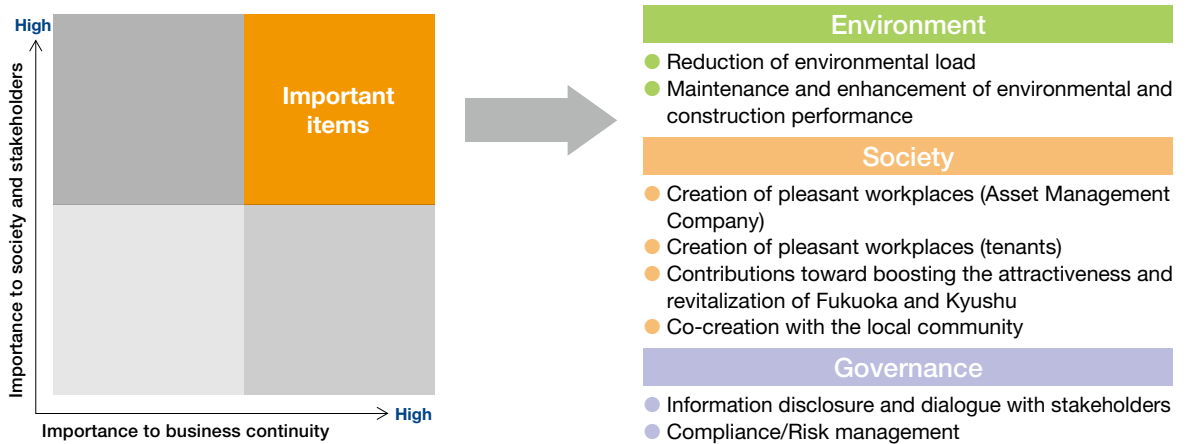 High
Importance to society and stakeholders
Important
items
High
Importance to business continuity
Environment
Reduction of environmental load
Maintenance and enhancement of environmental and
construction performance
Society
Creation of pleasant workplaces (Asset Management
Company)
Creation of pleasant workplaces (tenants)
Contributions toward boosting the attractiveness and
revitalization of Fukuoka and Kyushu
Co-creation with the local community
Governance
Information disclosure and dialogue with stakeholders
Compliance/Risk management